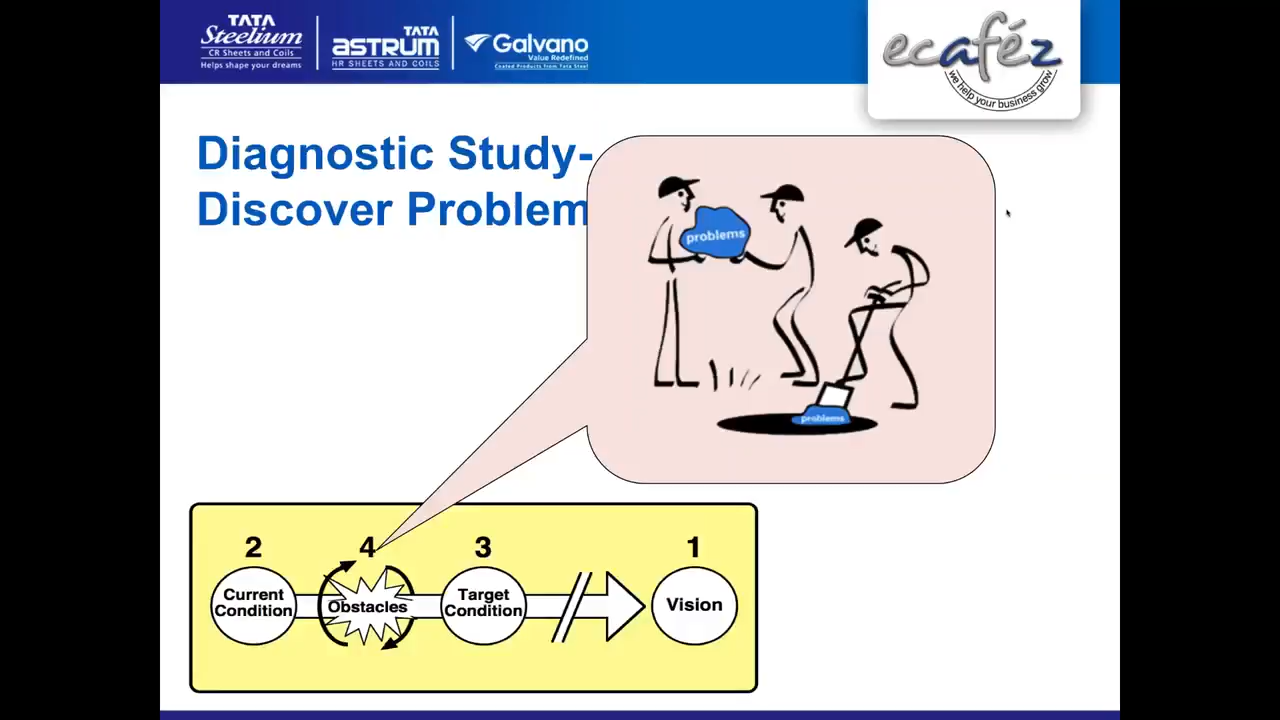 TATA
Steelium
CR Sheets and Coils
Helps shape your dreams
TATA
ASTRUM
HR SHEETS AND COILS
Galvano
Value Redefined
Coated Products from Tata Steel
ecaféz
we help your business grow
Diagnostic Study-
Discover Problem
problems
problems
2
4
3
1
Current
Condition
Obstacles
Target
Condition
Vision